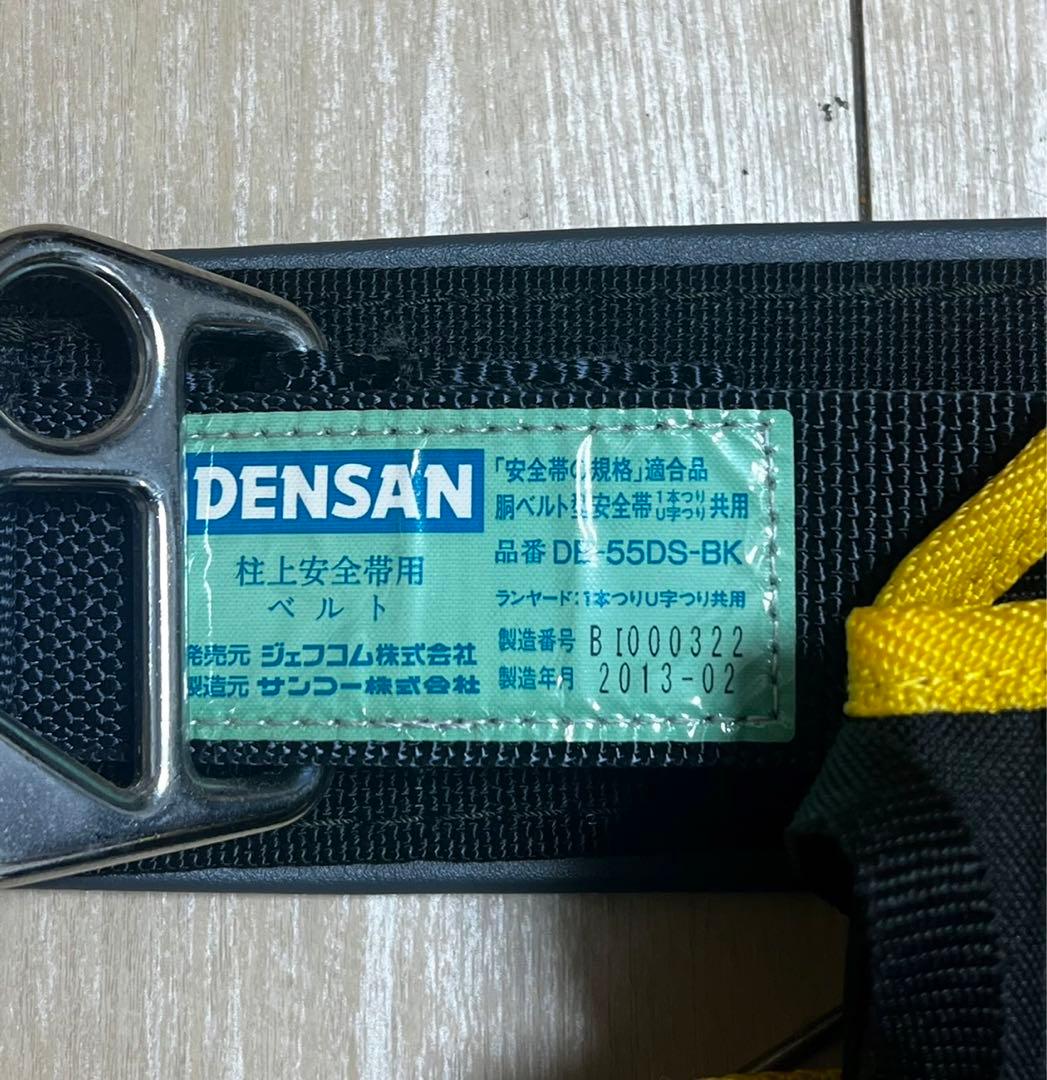 DENSAN
柱上安全帯用
ベルト
発売元 ジェフコム株式会社
製造元 サンコー株式会社
「安全帯の規格」適合品
胴ベルト型安全帯 1本つり U字つり 共用
品番 DB-55DS-BK
ランヤード 1本つりU字つり共用
製造番号 BI000322
製造年月 2013-02